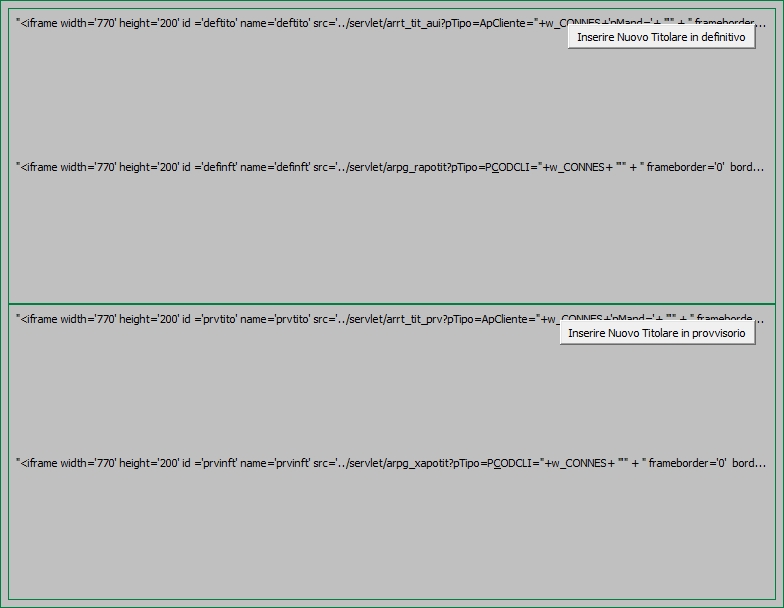 "<iframe width='770' height='200' id ='deftito' name='deftito' src='../servlet/arrt_tit_aui?pTipo=ApCliente="+w_CONNES+'pMand='+ "'" + " frameborder...
Inserire Nuovo Titolare in definitivo
"<iframe width='770' height='200' id ='definft' name='definft' src='../servlet/arpg_rapotit?pTipo=PCODCLI="+w_CONNES+ "'" + " frameborder='0'  bord...
"<iframe width='770' height='200' id ='prvtito' name='prvtito' src='../servlet/arrt_tit_prv?pTipo=ApCliente="+w_CONNES+'pMand='+ "'" + " frameborde...
Inserire Nuovo Titolare in provvisorio
"<iframe width='770' height='200' id ='prvinft' name='prvinft' src='../servlet/arpg_xapotit?pTipo=PCODCLI="+w_CONNES+ "'" + " frameborder='0'  bord...